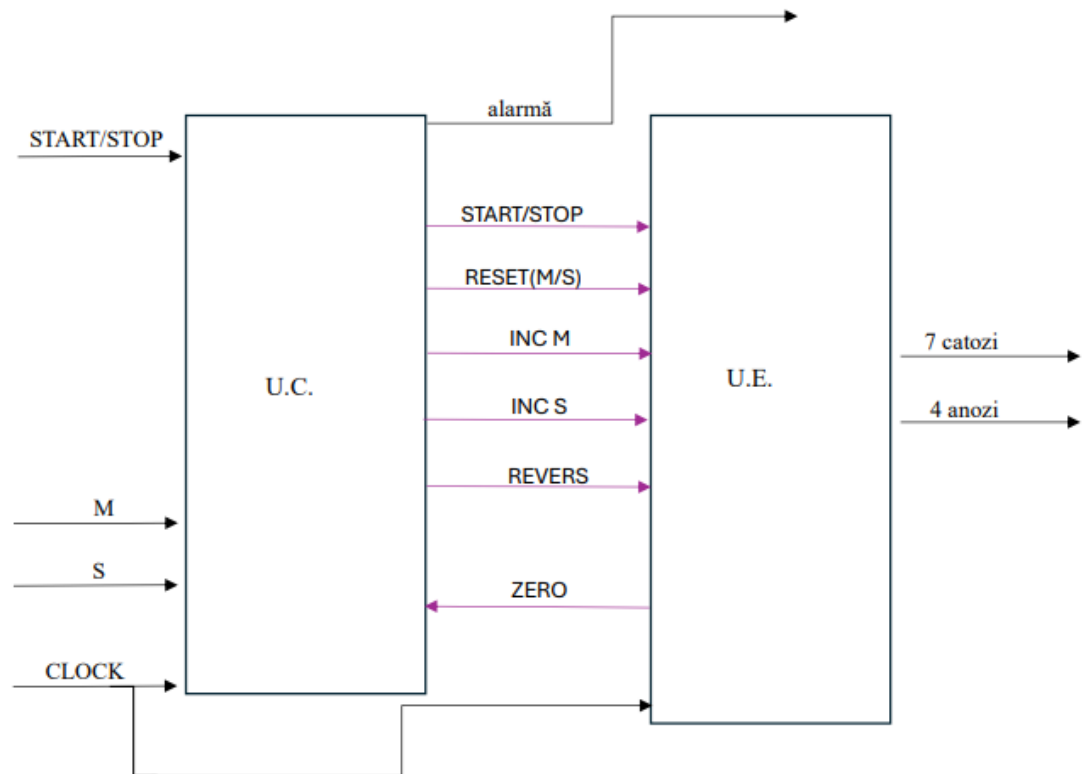 alarmă
START/STOP
START/STOP
RESET(M/S)
INC M
U.C.
U.E.
7 catozi
INC S
4 anozi
REVERS
M
S
ZERO
CLOCK